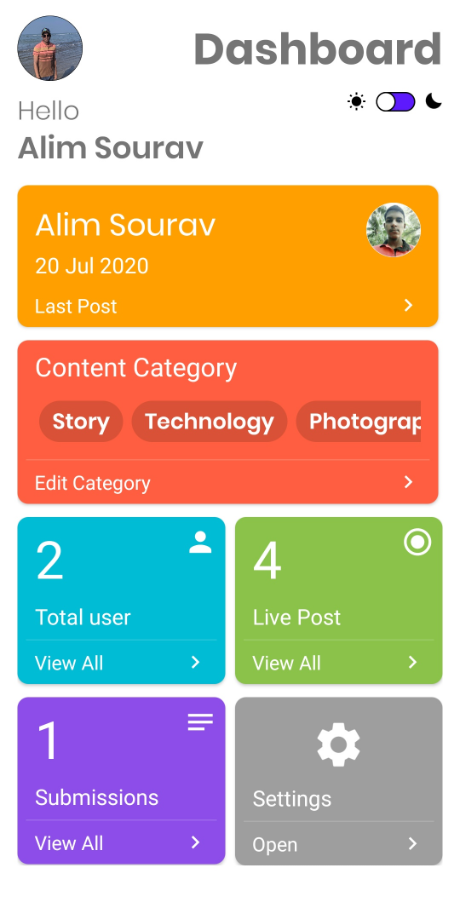 Dashboard
Hello
Alim Sourav
Alim Sourav
20 Jul 2020
Last Post
Content Category
Story Technology Photograp
Edit Category
2 4
Total user Live Post
View All View All
1
Submissions Settings
View All Open